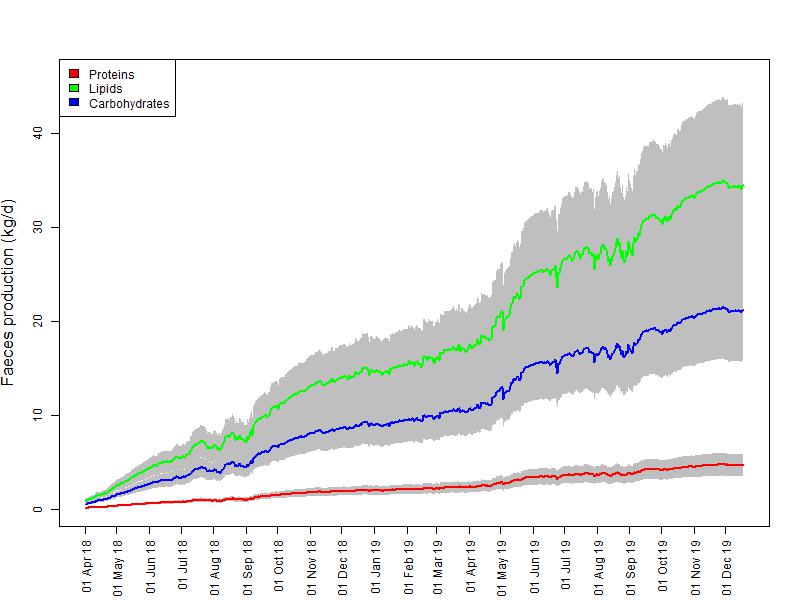 Proteins
Lipids
Carbohydrates
Faeces production (kg/d)
40
30
20
10
0
01 Apr 18
01 May 18
01 Jun 18
01 Jul 18
01 Aug 18
01 Sep 18
01 Oct 18
01 Nov 18
01 Dec 18
01 Jan 19
01 Feb 19
01 Mar 19
01 Apr 19
01 May 19
01 Jun 19
01 Jul 19
01 Aug 19
01 Sep 19
01 Oct 19
01 Nov 19
01 Dec 19